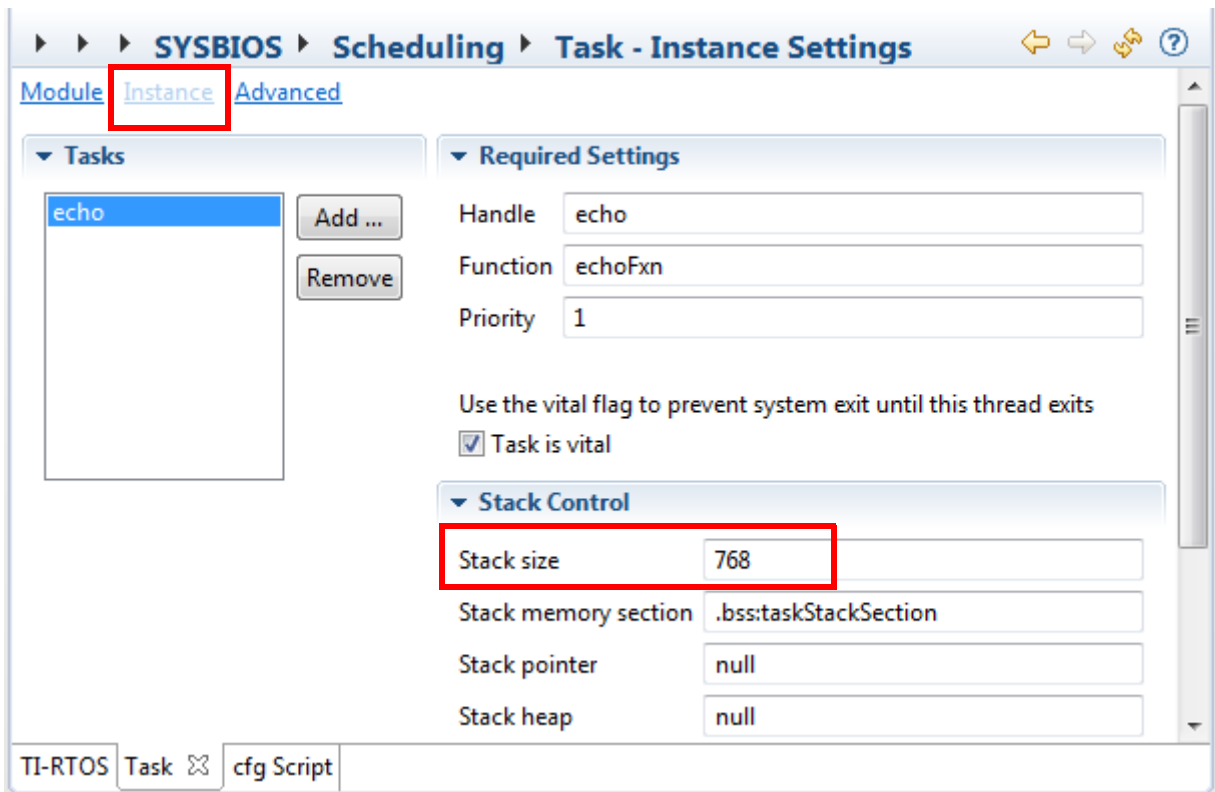 SYSBIOS Scheduling Task - Instance Settings
Module Instance Advanced
Tasks
echo
Add ...
Remove
Required Settings
Handle echo
Function echoFxn
Priority 1
Use the vital flag to prevent system exit until this thread exits
Task is vital
Stack Control
Stack size 768
Stack memory section .bss:taskStackSection
Stack pointer null
Stack heap null
TI-RTOS Task cfg Script